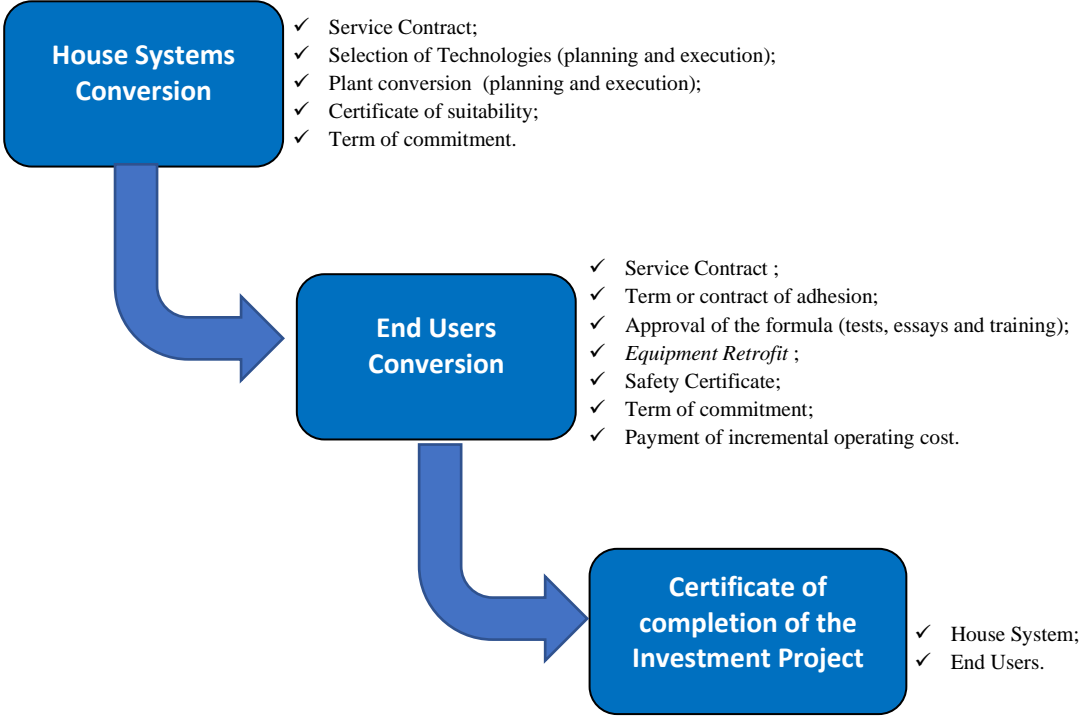 House Systems
Conversion
✓ Service Contract;
✓ Selection of Technologies (planning and execution);
✓ Plant conversion (planning and execution);
✓ Certificate of suitability;
✓ Term of commitment.
End Users
Conversion
✓ Service Contract ;
✓ Term or contract of adhesion;
✓ Approval of the formula (tests, essays and training);
✓ Equipment Retrofit ;
✓ Safety Certificate;
✓ Term of commitment;
✓ Payment of incremental operating cost.
Certificate of
completion of the
Investment Project
✓ House System;
✓ End Users.